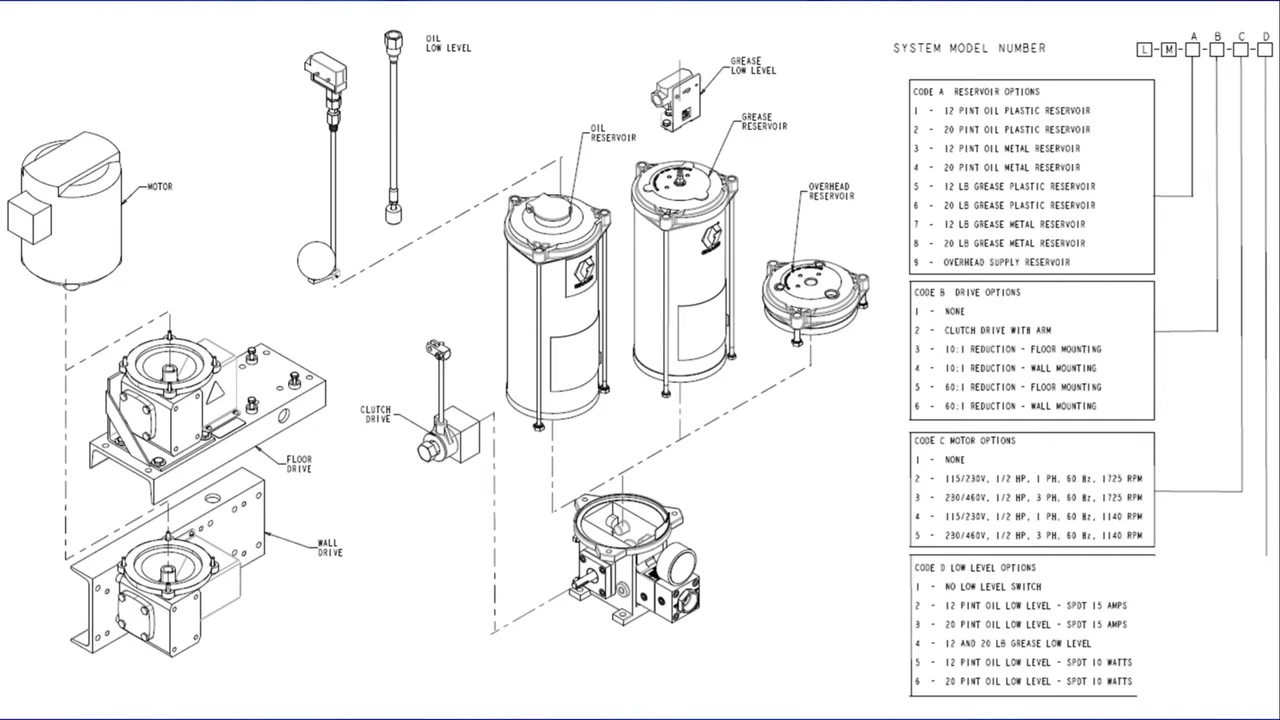 OIL
LOW LEVEL
GREASE
LOW LEVEL
GREASE
RESERVOIR
OIL
RESERVOIR
OVERHEAD
RESERVOIR
MOTOR
CLUTCH
DRIVE
FLOOR
DRIVE
WALL
DRIVE
SYSTEM MODEL NUMBER
A B C D
L - M - - - -
CODE A RESERVOIR OPTIONS
1 - 12 PINT OIL PLASTIC RESERVOIR
2 - 20 PINT OIL PLASTIC RESERVOIR
3 - 12 PINT OIL METAL RESERVOIR
4 - 20 PINT OIL METAL RESERVOIR
5 - 12 LB GREASE PLASTIC RESERVOIR
6 - 20 LB GREASE PLASTIC RESERVOIR
7 - 12 LB GREASE METAL RESERVOIR
8 - 20 LB GREASE METAL RESERVOIR
9 - OVERHEAD SUPPLY RESERVOIR
CODE B DRIVE OPTIONS
1 - NONE
2 - CLUTCH DRIVE WITH ARM
3 - 10:1 REDUCTION - FLOOR MOUNTING
4 - 10:1 REDUCTION - WALL MOUNTING
5 - 60:1 REDUCTION - FLOOR MOUNTING
6 - 60:1 REDUCTION - WALL MOUNTING
CODE C MOTOR OPTIONS
1 - NONE
2 - 115/230V, 1/2 HP, 1 PH, 60 Hz, 1725 RPM
3 - 230/460V, 1/2 HP, 3 PH, 60 Hz, 1725 RPM
4 - 115/230V, 1/2 HP, 1 PH, 60 Hz, 1140 RPM
5 - 230/460V, 1/2 HP, 3 PH, 60 Hz, 1140 RPM
CODE D LOW LEVEL OPTIONS
1 - NO LOW LEVEL SWITCH
2 - 12 PINT OIL LOW LEVEL - SPDT 15 AMPS
3 - 20 PINT OIL LOW LEVEL - SPDT 15 AMPS
4 - 12 AND 20 LB GREASE LOW LEVEL
5 - 12 PINT OIL LOW LEVEL - SPDT 10 WATTS
6 - 20 PINT OIL LOW LEVEL - SPDT 10 WATTS